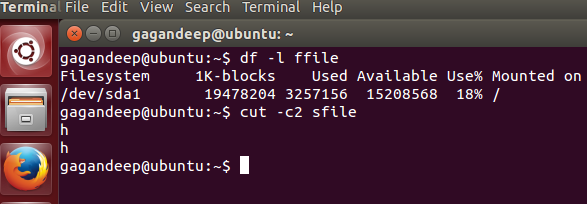 Terminal File Edit View Search Terminal Help
gagandeep@ubuntu: ~
gagandeep@ubuntu:~$ df -l ffile
Filesystem     1K-blocks    Used Available Use% Mounted on
/dev/sda1       19478204 3257156  15208568  18% /
gagandeep@ubuntu:~$ cut -c2 sfile
h
h
gagandeep@ubuntu:~$